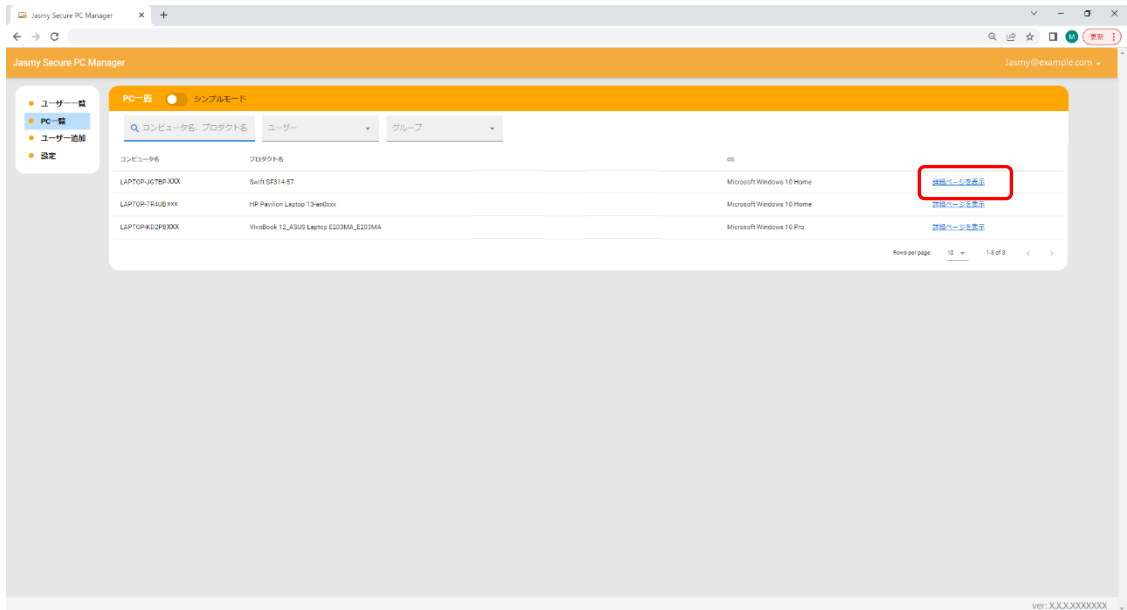 Jasmy Secure PC Manager
更新
Jasmy Secure PC Manager
Jasmy@example.com
ユーザー一覧
PC一覧
ユーザー追加
設定
PC一覧 シンプルモード
コンピュータ名、プロダクト名 ユーザー グループ
コンピュータ名 プロダクト名 OS
LAPTOP-JGTBP-XXX Swift SF314-57 Microsoft Windows 10 Home 詳細ページを表示
LAPTOP-TR4UBXXX HP Pavilion Laptop 13-an0xxx Microsoft Windows 10 Home 詳細ページを表示
LAPTOP-KD2P8XXX VivoBook 12_ASUS Laptop E203MA_E203MA Microsoft Windows 10 Pro 詳細ページを表示
Rows per page: 10 1-3 of 3
ver: X.X.X.XXXXXXX